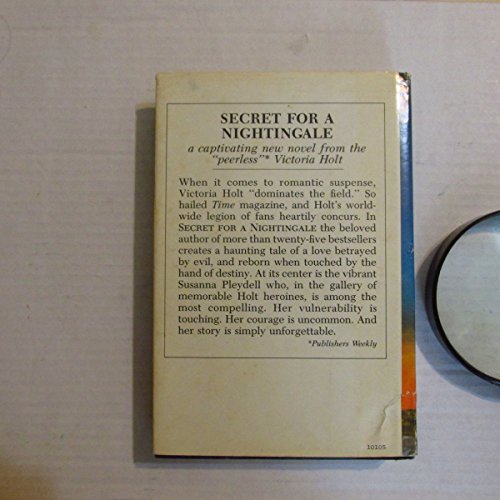 SECRET FOR A
NIGHTINGALE
a captivating new novel from the
"peerless"* Victoria Holt
When it comes to romantic suspense,
Victoria Holt "dominates the field." So
hailed Time magazine, and Holt's world-
wide legion of fans heartily concurs. In
SECRET FOR A NIGHTINGALE the beloved
author of more than twenty-five bestsellers
creates a haunting tale of a love betrayed
by evil, and reborn when touched by the
hand of destiny. At its center is the vibrant
Susanna Pleydell who, in the gallery of
memorable Holt heroines, is among the
most compelling. Her vulnerability is
touching. Her courage is uncommon. And
her story is simply unforgettable.
*Publishers Weekly
10105